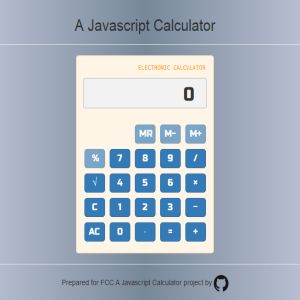 A Javascript Calculator
ELECTRONIC CALCULATOR
0
MR M− M+
% 7 8 9 /
√ 4 5 6 ×
C 1 2 3 −
AC 0 . = +
Prepared for FCC A Javascript Calculator project by